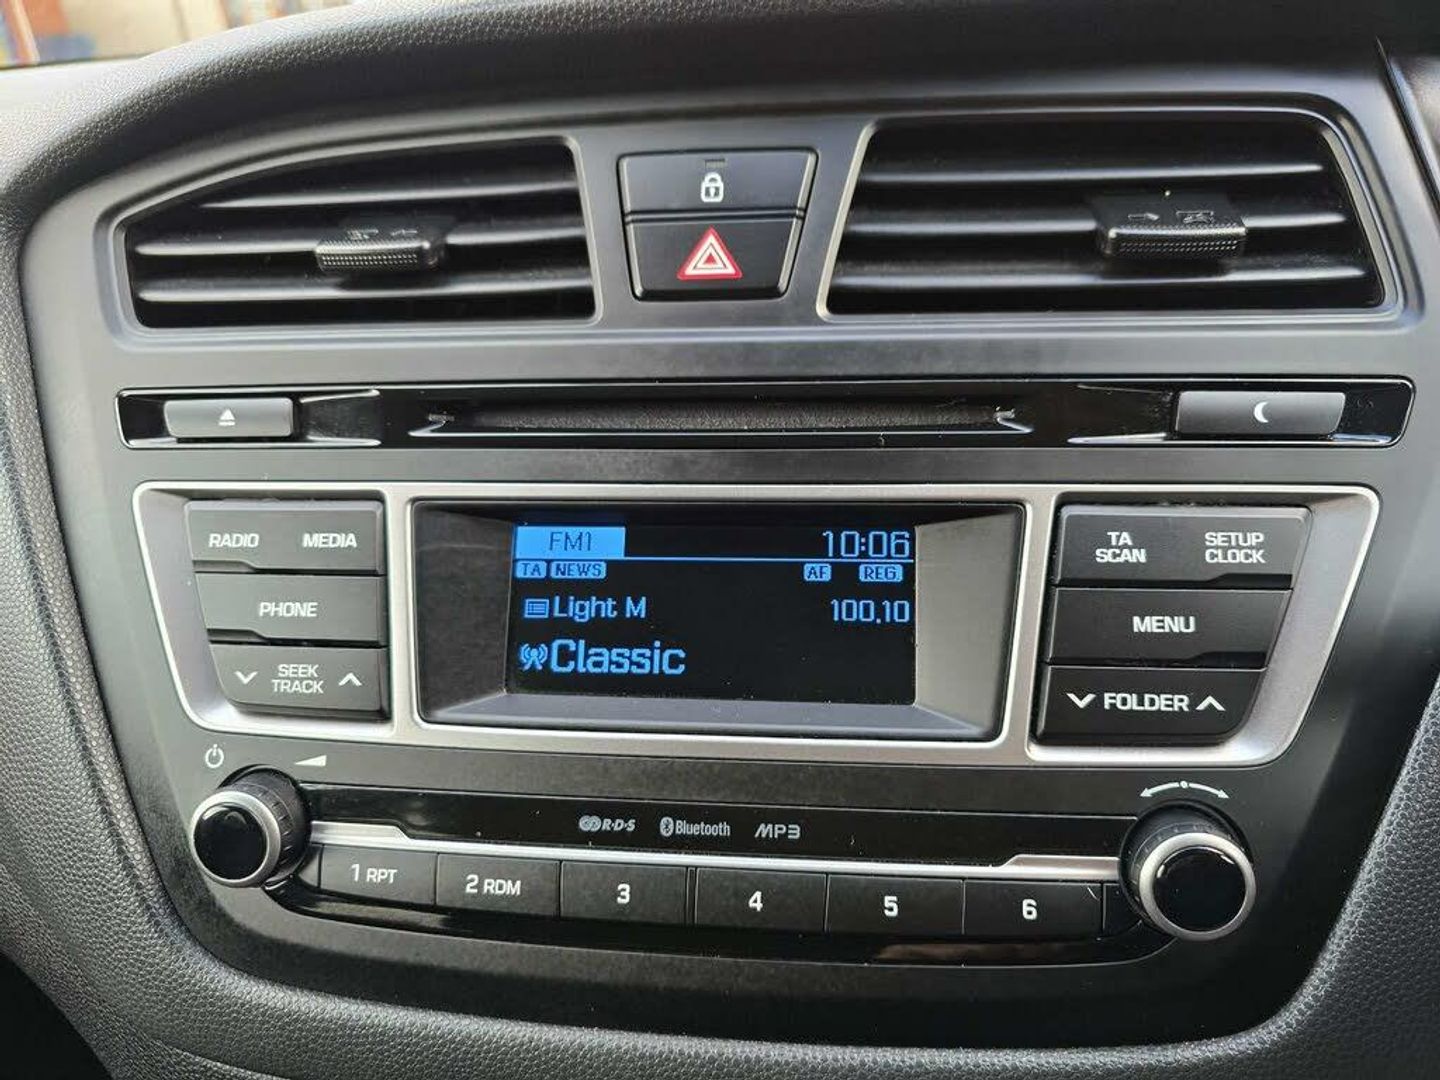 FM1 10:06
TA NEWS AF REG
Light M 100.10
Classic
RADIO MEDIA
PHONE
SEEK
TRACK
TA
SCAN
SETUP
CLOCK
MENU
FOLDER
R·D·S Bluetooth MP3
1 RPT 2 RDM 3 4 5 6